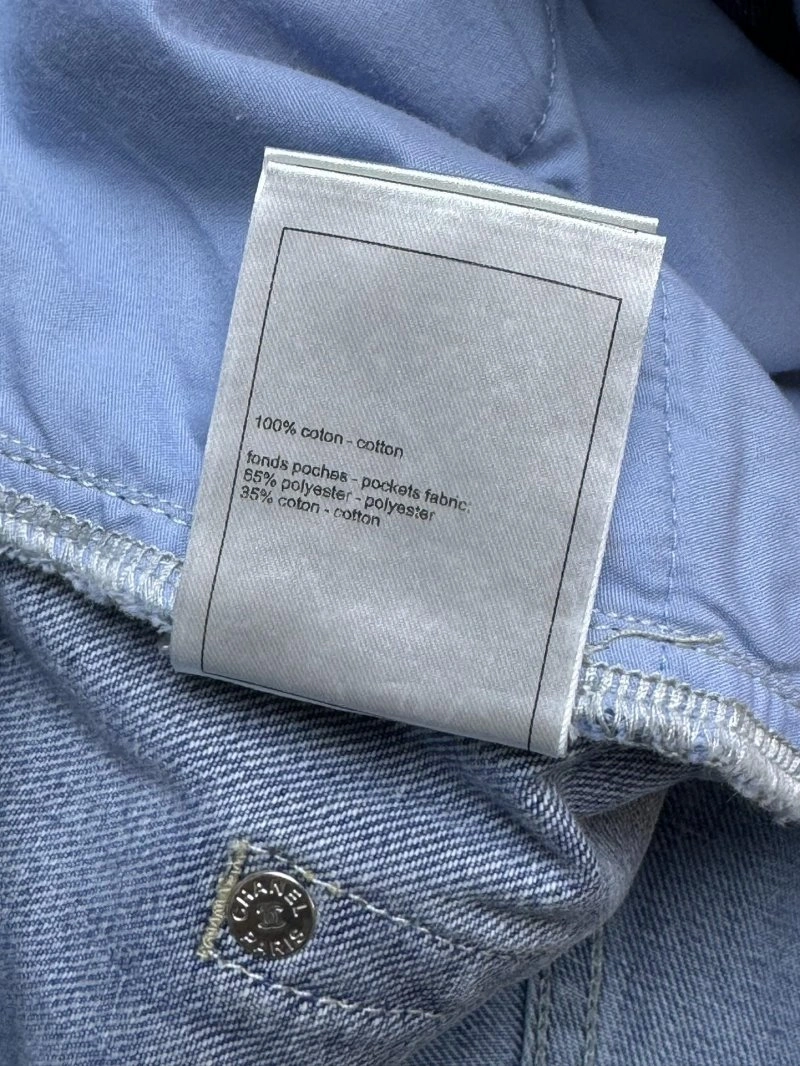 100% coton - cotton
fonds poches - pockets fabric:
65% polyester - polyester
35% coton - cotton
CHANEL
PARIS